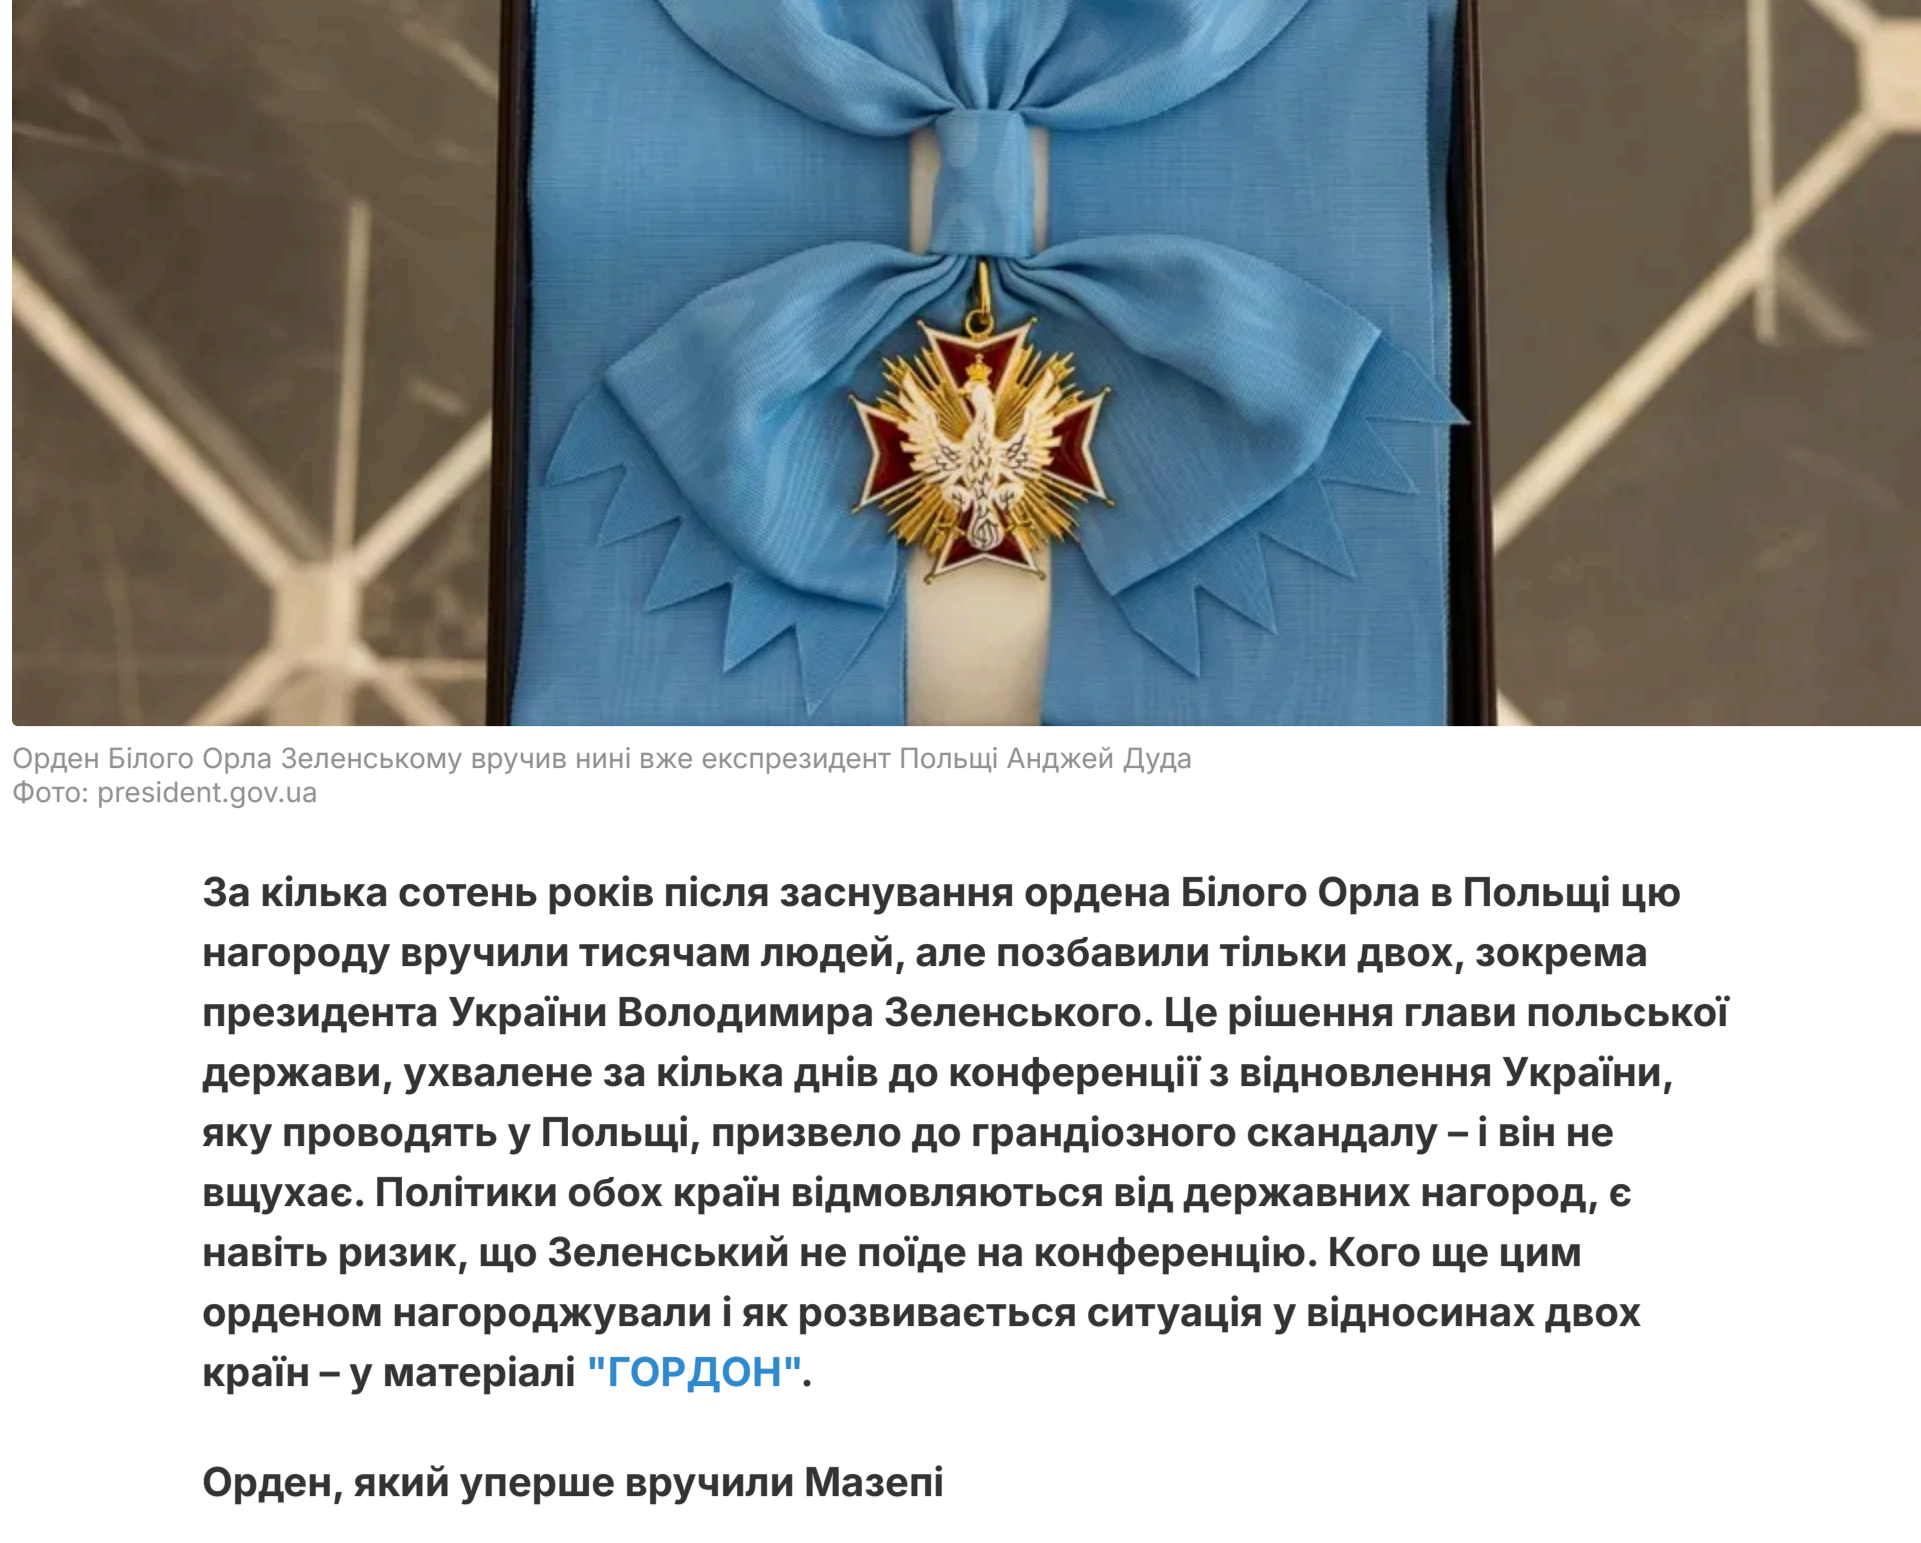 Орден Білого Орла Зеленському вручив нині вже експрезидент Польщі Анджей Дуда
Фото: president.gov.ua
За кілька сотень років після заснування ордена Білого Орла в Польщі цю
нагороду вручили тисячам людей, але позбавили тільки двох, зокрема
президента України Володимира Зеленського. Це рішення глави польської
держави, ухвалене за кілька днів до конференції з відновлення України,
яку проводять у Польщі, призвело до грандіозного скандалу – і він не
вщухає. Політики обох країн відмовляються від державних нагород, є
навіть ризик, що Зеленський не поїде на конференцію. Кого ще цим
орденом нагороджували і як розвивається ситуація у відносинах двох
країн – у матеріалі "ГОРДОН".
Орден, який уперше вручили Мазепі